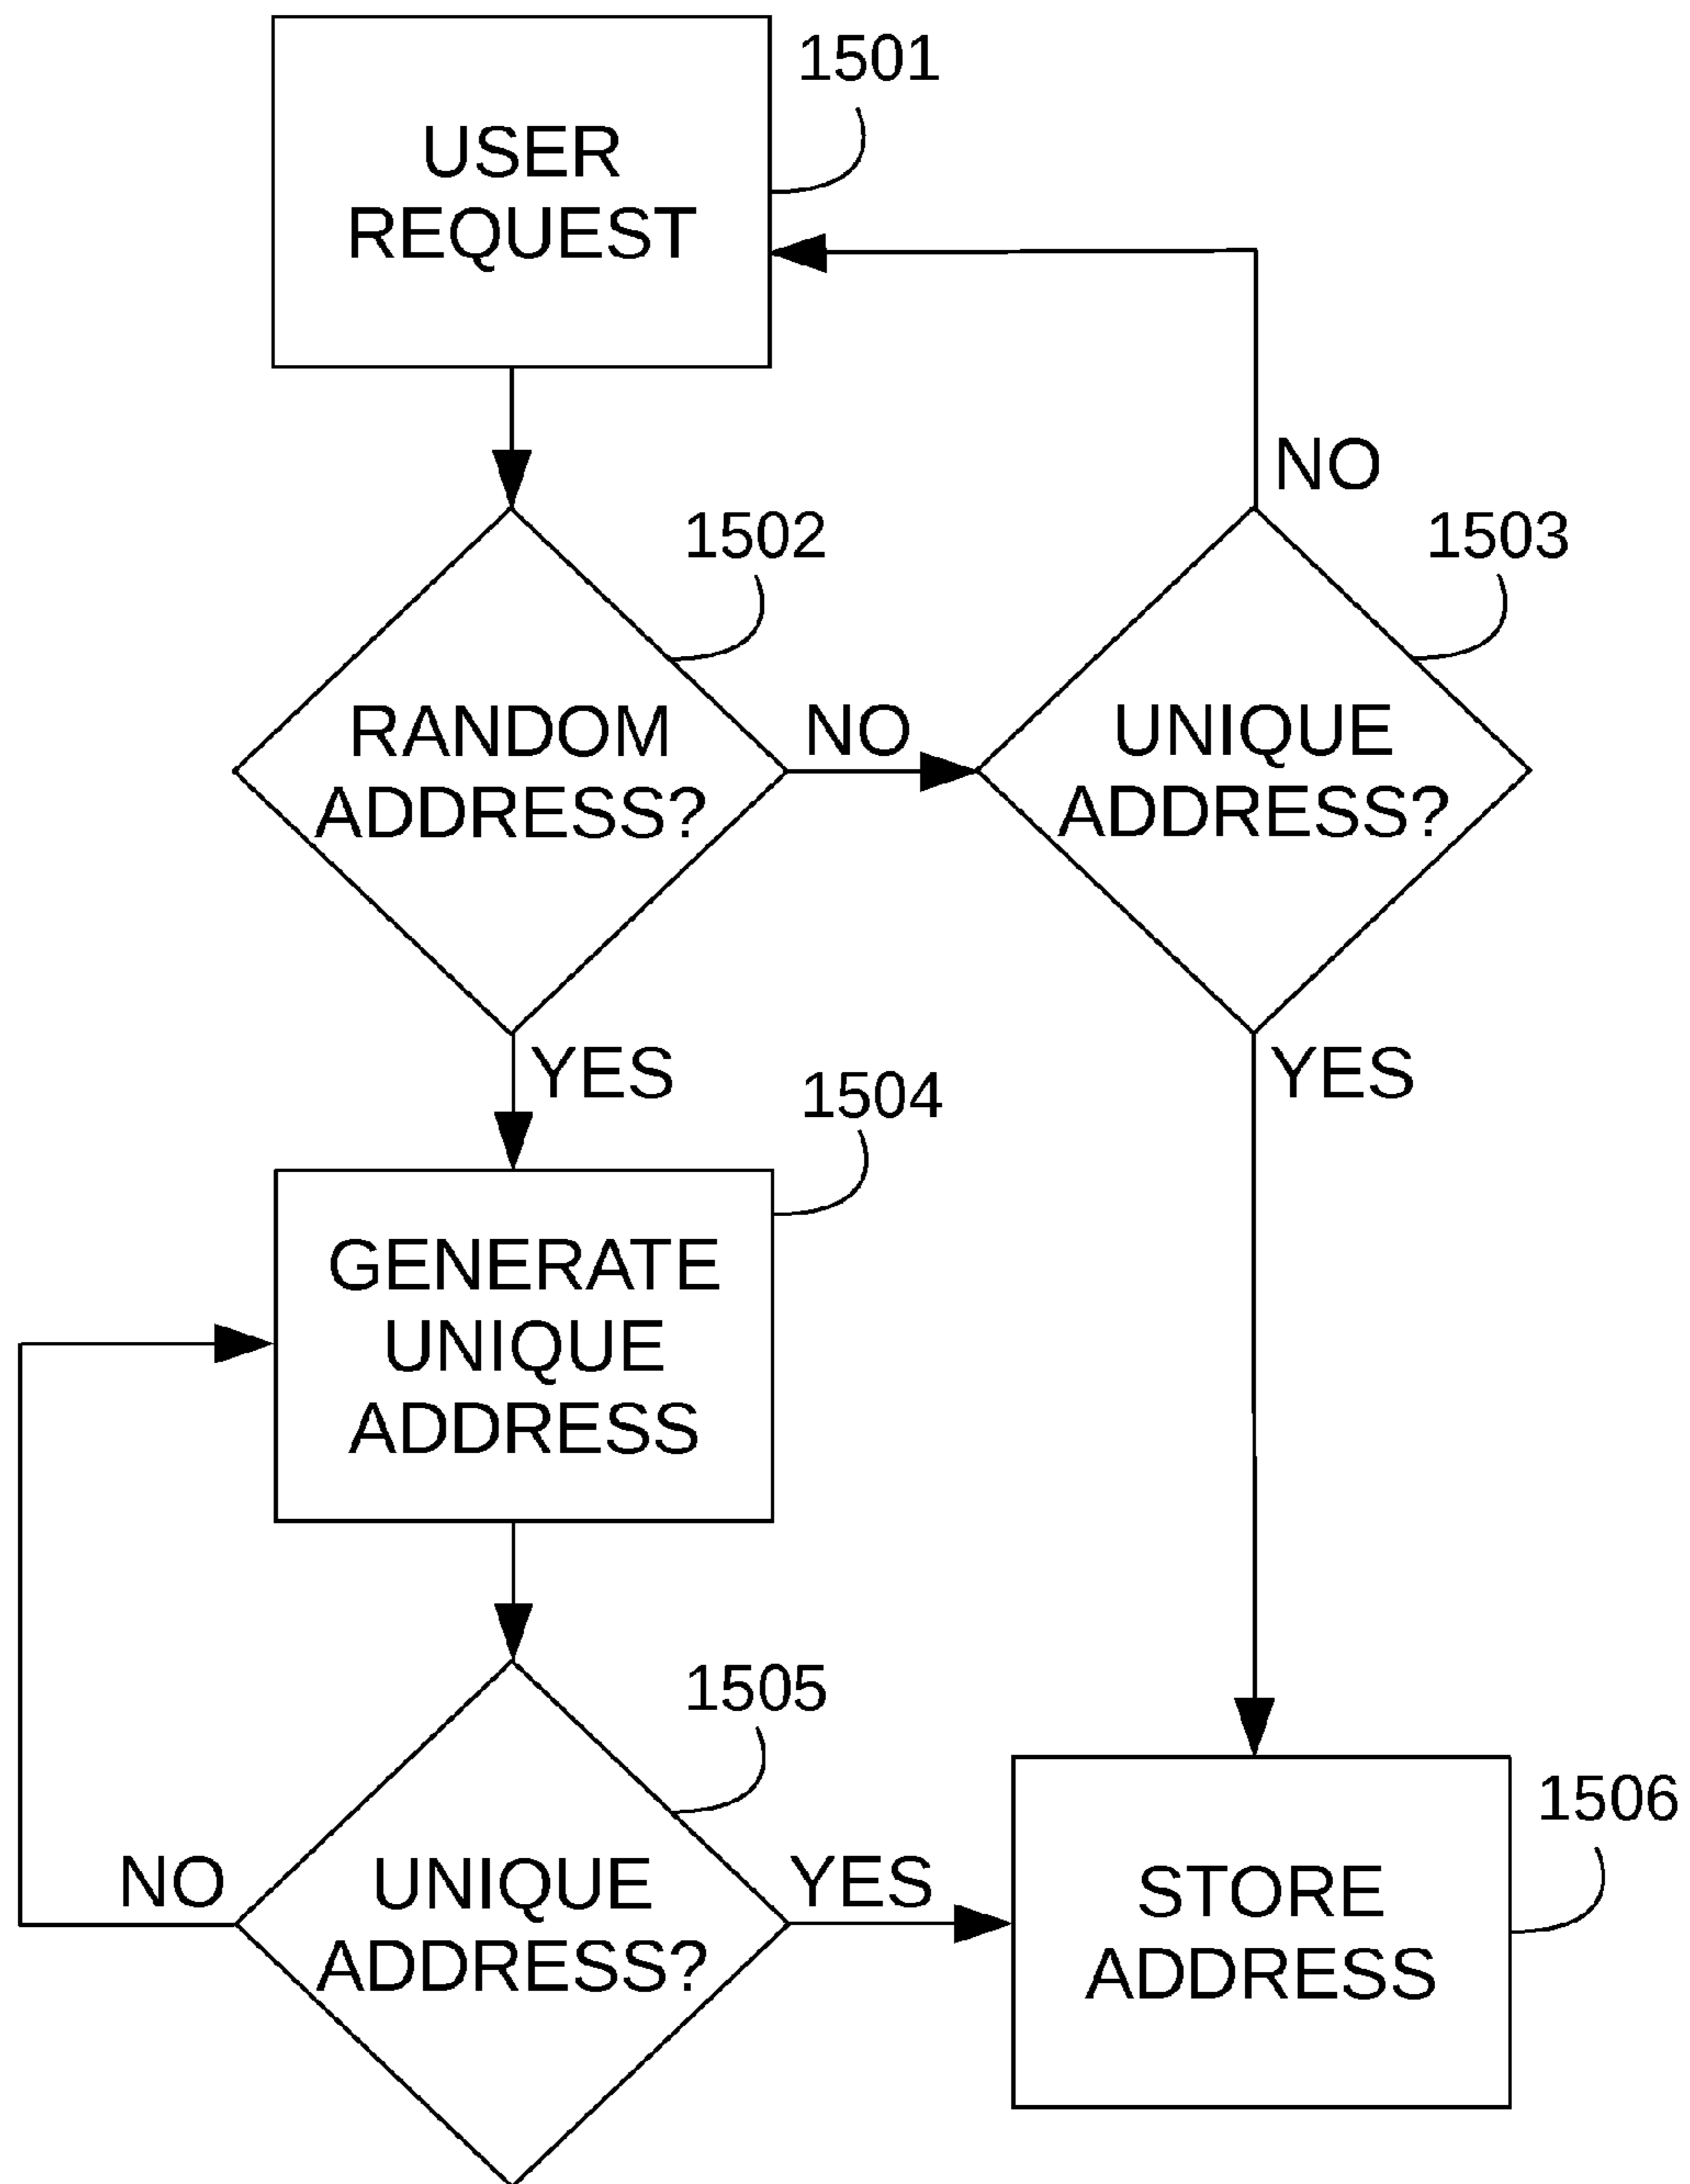 1501
USER
REQUEST
NO
1502
1503
RANDOM
ADDRESS?
NO
UNIQUE
ADDRESS?
YES
YES
1504
GENERATE
UNIQUE
ADDRESS
1505
1506
NO
UNIQUE
ADDRESS?
YES
STORE
ADDRESS